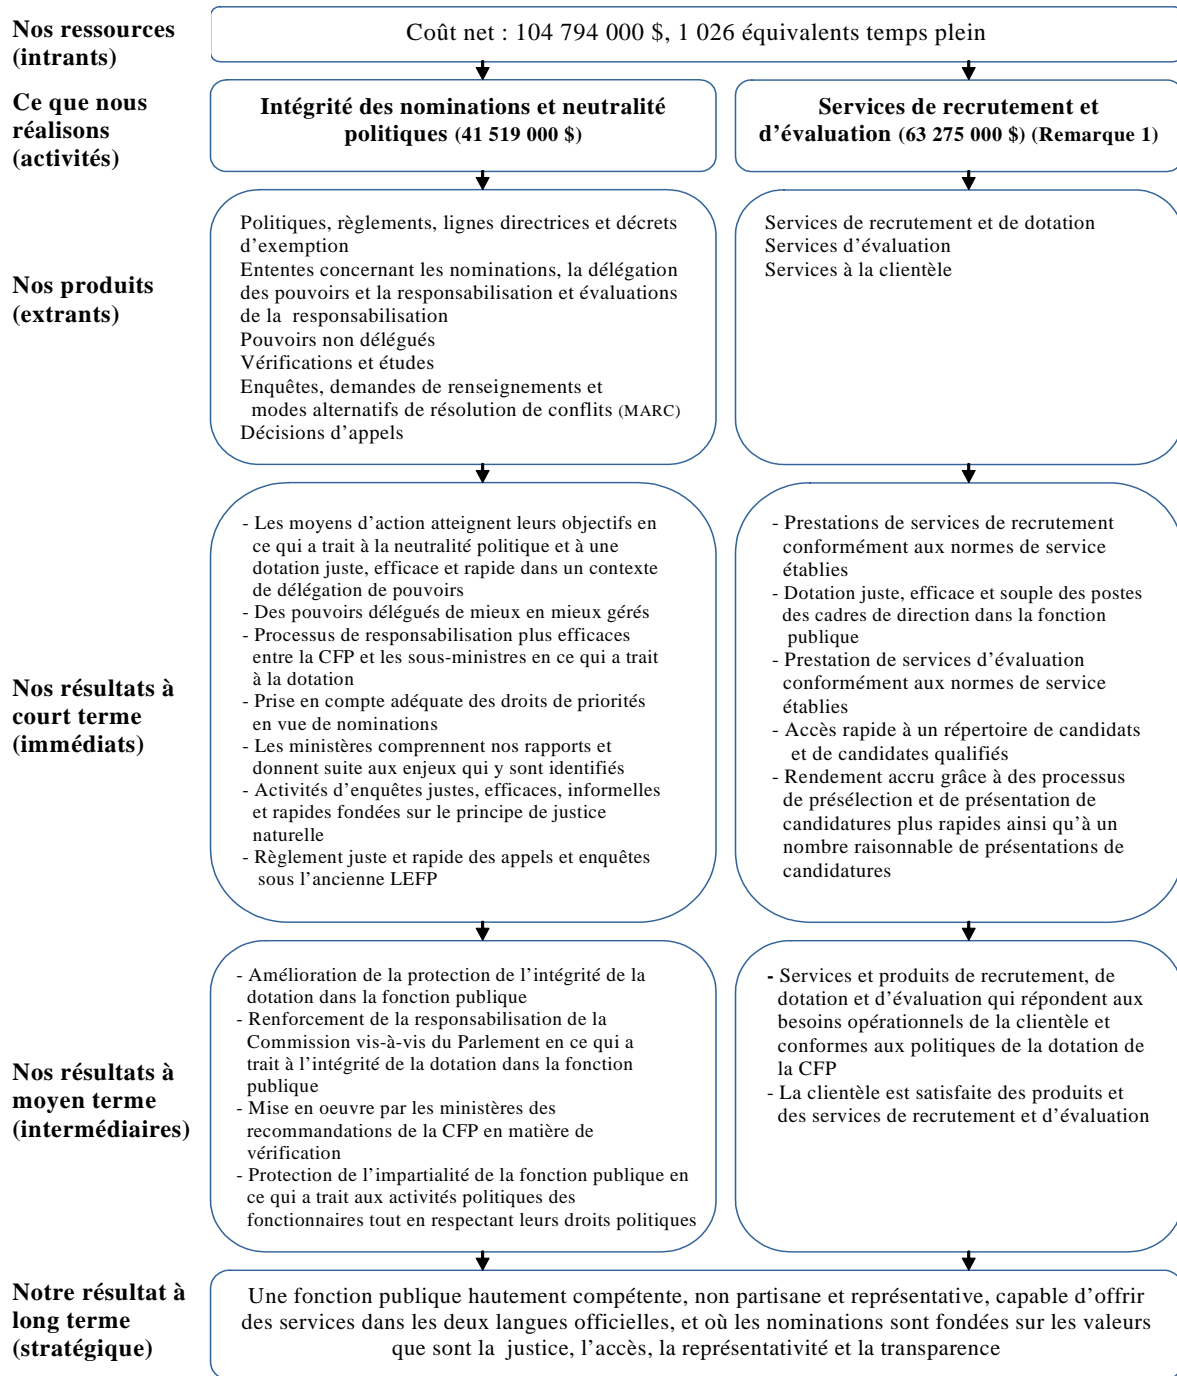 Nos ressources
(intrants)
Coût net : 104 794 000 $, 1 026 équivalents temps plein
Ce que nous
réalisons
(activités)
Intégrité des nominations et neutralité
politiques (41 519 000 $)
Services de recrutement et
d’évaluation (63 275 000 $) (Remarque 1)
Nos produits
(extrants)
Politiques, règlements, lignes directrices et décrets
d’exemption
Ententes concernant les nominations, la délégation
des pouvoirs et la responsabilisation et évaluations
de la responsabilisation
Pouvoirs non délégués
Vérifications et études
Enquêtes, demandes de renseignements et
modes alternatifs de résolution de conflits (MARC)
Décisions d’appels
Services de recrutement et de dotation
Services d’évaluation
Services à la clientèle
Nos résultats à
court terme
(immédiats)
- Les moyens d’action atteignent leurs objectifs en
ce qui a trait à la neutralité politique et à une
dotation juste, efficace et rapide dans un contexte
de délégation de pouvoirs
- Des pouvoirs délégués de mieux en mieux gérés
- Processus de responsabilisation plus efficaces
entre la CFP et les sous-ministres en ce qui a trait
à la dotation
- Prise en compte adéquate des droits de priorités
en vue de nominations
- Les ministères comprennent nos rapports et
donnent suite aux enjeux qui y sont identifiés
- Activités d’enquêtes justes, efficaces, informelles
et rapides fondées sur le principe de justice
naturelle
- Règlement juste et rapide des appels et enquêtes
sous l’ancienne LEFP
- Prestations de services de recrutement
conformément aux normes de service
établies
- Dotation juste, efficace et souple des postes
des cadres de direction dans la fonction
publique
- Prestation de services d’évaluation
conformément aux normes de service
établies
- Accès rapide à un répertoire de candidats
et de candidates qualifiés
- Rendement accru grâce à des processus
de présélection et de présentation de
candidatures plus rapides ainsi qu’à un
nombre raisonnable de présentations de
candidatures
Nos résultats à
moyen terme
(intermédiaires)
- Amélioration de la protection de l’intégrité de la
dotation dans la fonction publique
- Renforcement de la responsabilisation de la
Commission vis-à-vis du Parlement en ce qui a
trait à l’intégrité de la dotation dans la fonction
publique
- Mise en oeuvre par les ministères des
recommandations de la CFP en matière de
vérification
- Protection de l’impartialité de la fonction publique en
ce qui a trait aux activités politiques des
fonctionnaires tout en respectant leurs droits politiques
- Services et produits de recrutement, de
dotation et d’évaluation qui répondent aux
besoins opérationnels de la clientèle et
conformes aux politiques de la dotation de
la CFP
- La clientèle est satisfaite des produits et
des services de recrutement et d’évaluation
Notre résultat à
long terme
(stratégique)
Une fonction publique hautement compétente, non partisane et représentative, capable d’offrir
des services dans les deux langues officielles, et où les nominations sont fondées sur les valeurs
que sont la justice, l’accès, la représentativité et la transparence